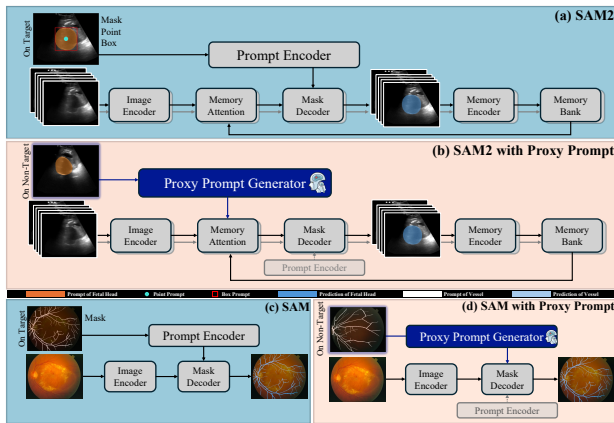 (a) SAM2
On Target
Mask
Point
Box
Prompt Encoder
Image
Encoder
Memory
Attention
Mask
Decoder
Memory
Encoder
Memory
Bank
(b) SAM2 with Proxy Prompt
On Non-Target
Proxy Prompt Generator
Image
Encoder
Memory
Attention
Mask
Decoder
Memory
Encoder
Memory
Bank
Prompt Encoder
Prompt of Fetal Head
Point Prompt
Box Prompt
Prediction of Fetal Head
Prompt of Vessel
Prediction of Vessel
(c) SAM
On Target
Mask
Prompt Encoder
Image
Encoder
Mask
Decoder
(d) SAM with Proxy Prompt
On Non-Target
Proxy Prompt Generator
Image
Encoder
Mask
Decoder
Prompt Encoder